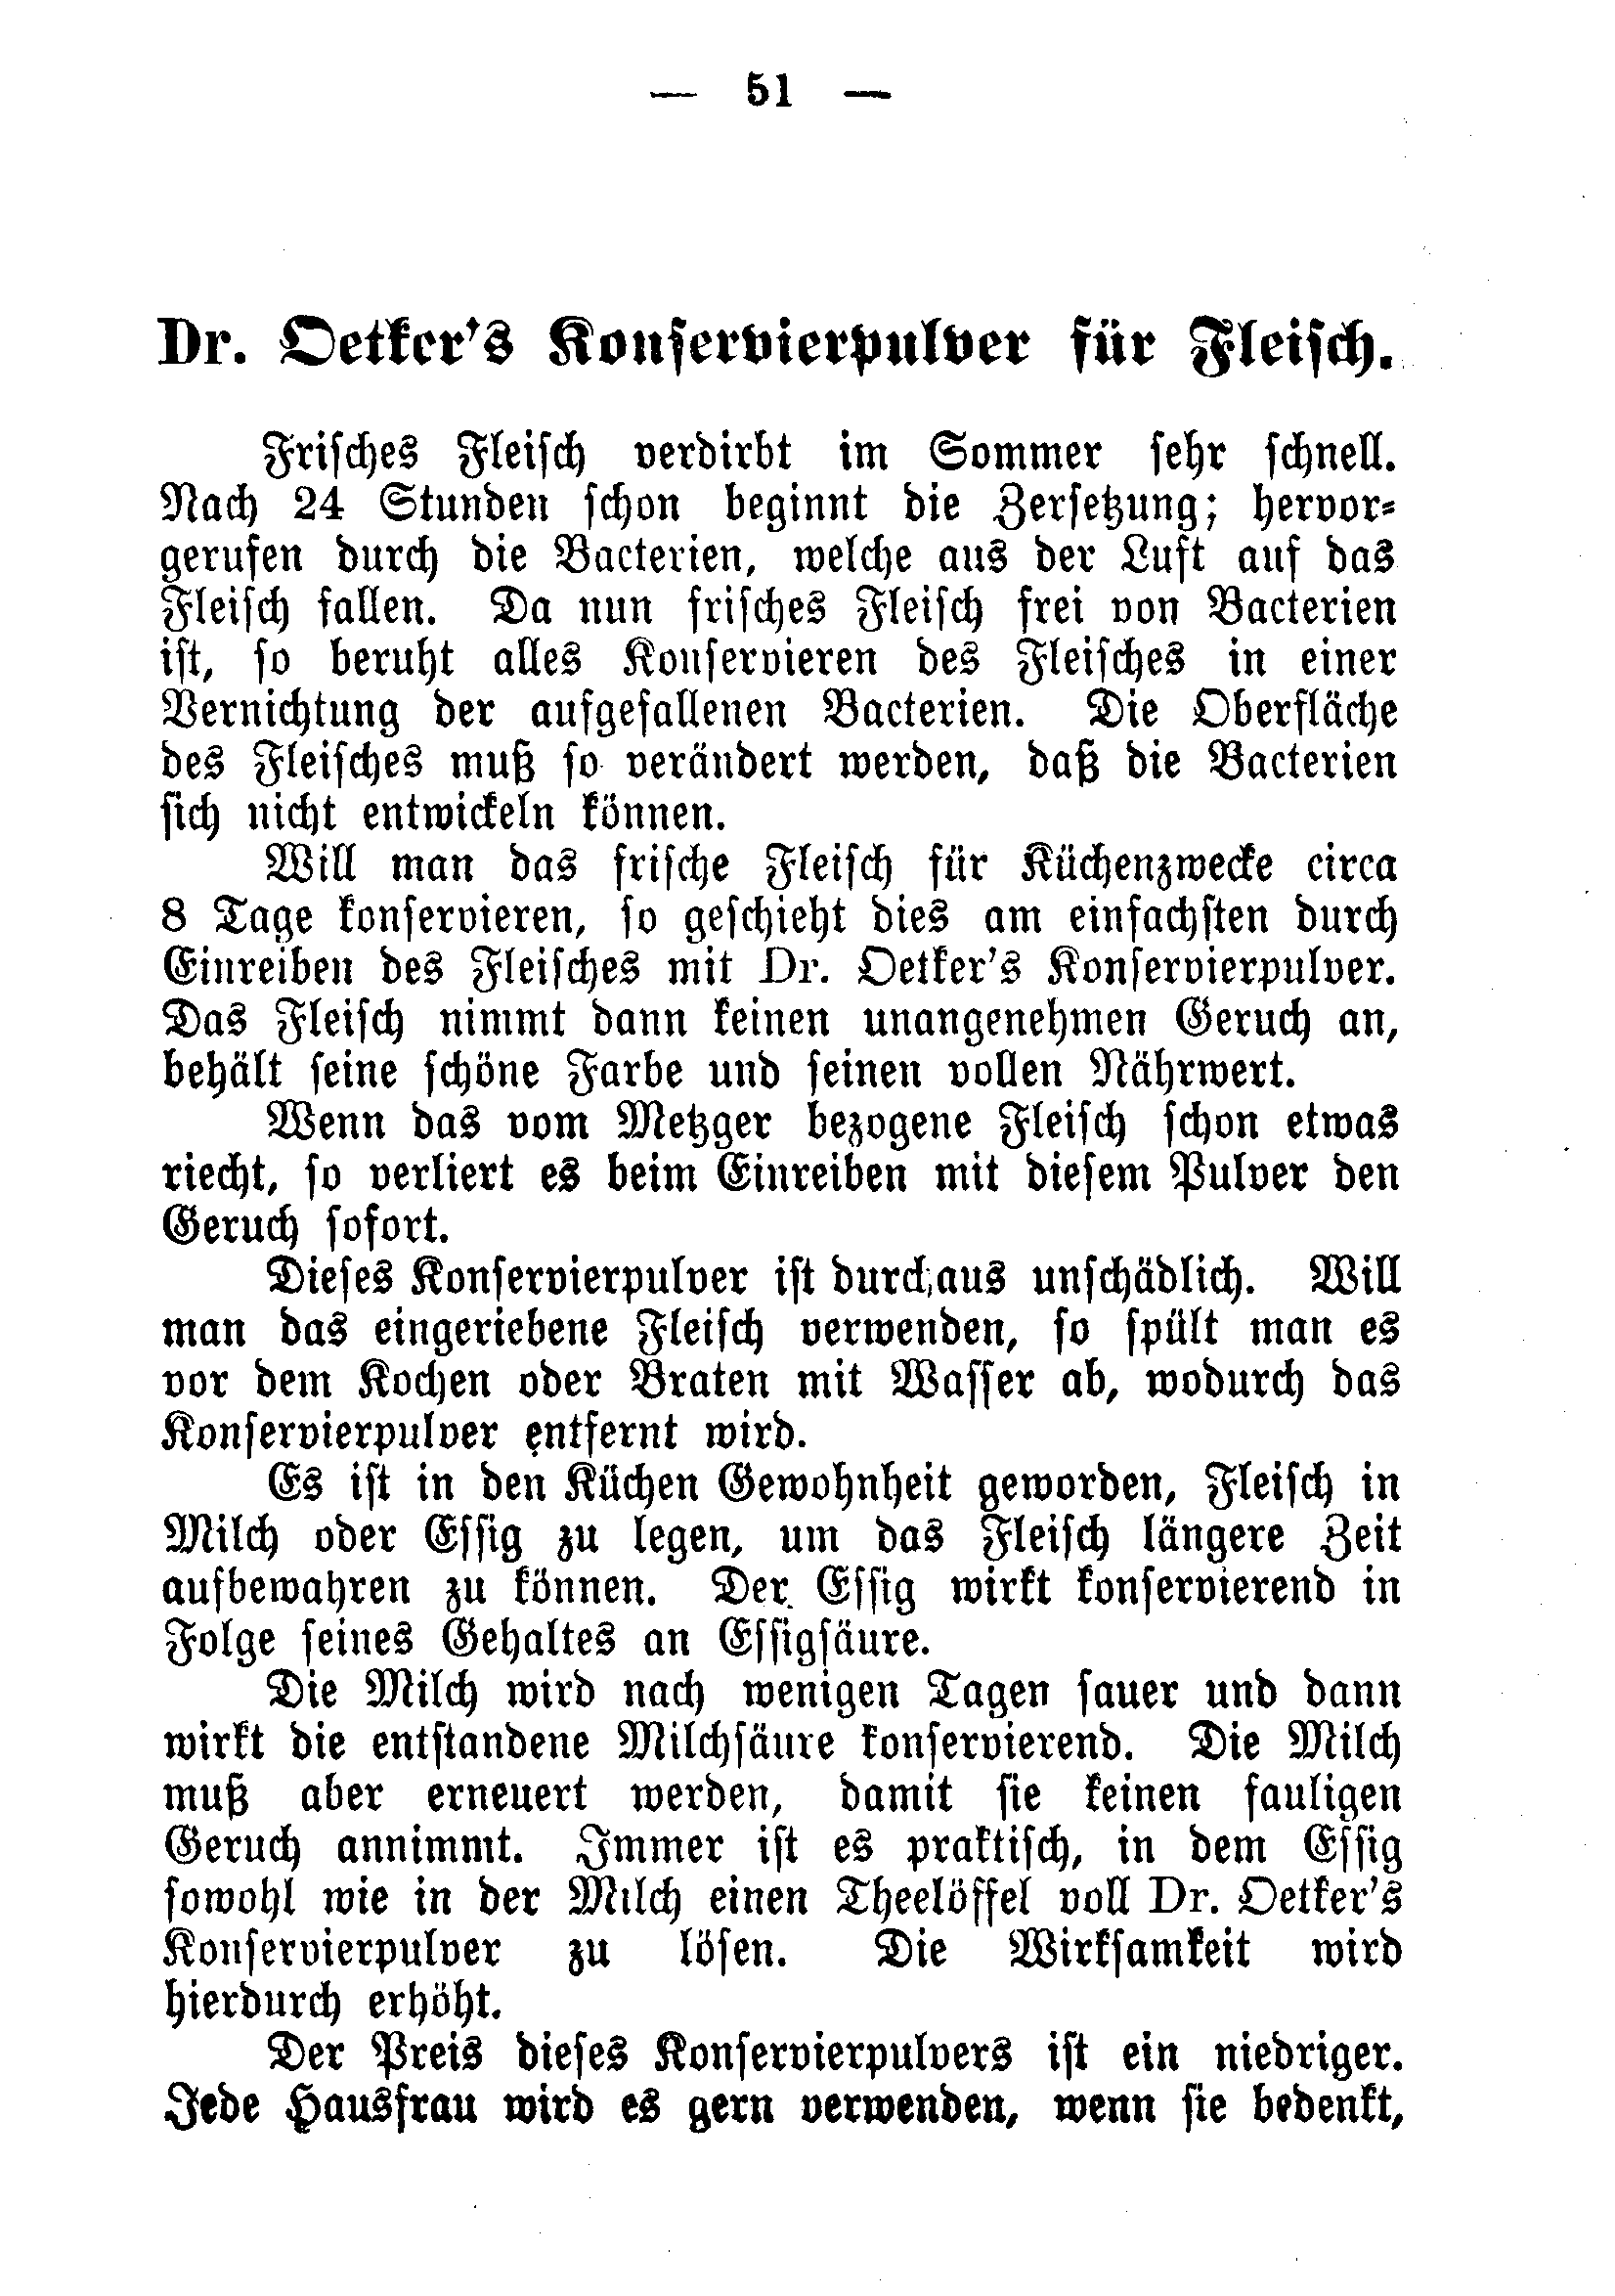 — 51 —
Dr. Oetker's Konservierpulver für Fleisch.
Frisches Fleisch verdirbt im Sommer sehr schnell.
Nach 24 Stunden schon beginnt die Zersetzung; hervor-
gerufen durch die Bacterien, welche aus der Luft auf das
Fleisch fallen. Da nun frisches Fleisch frei von Bacterien
ist, so beruht alles Konservieren des Fleisches in einer
Vernichtung der aufgefallenen Bacterien. Die Oberfläche
des Fleisches muß so verändert werden, daß die Bacterien
sich nicht entwickeln können.
Will man das frische Fleisch für Küchenzwecke circa
8 Tage konservieren, so geschieht dies am einfachsten durch
Einreiben des Fleisches mit Dr. Oetker's Konservierpulver.
Das Fleisch nimmt dann keinen unangenehmen Geruch an,
behält seine schöne Farbe und seinen vollen Nährwert.
Wenn das vom Metzger bezogene Fleisch schon etwas
riecht, so verliert es beim Einreiben mit diesem Pulver den
Geruch sofort.
Dieses Konservierpulver ist durchaus unschädlich. Will
man das eingeriebene Fleisch verwenden, so spült man es
vor dem Kochen oder Braten mit Wasser ab, wodurch das
Konservierpulver entfernt wird.
Es ist in den Küchen Gewohnheit geworden, Fleisch in
Milch oder Essig zu legen, um das Fleisch längere Zeit
aufbewahren zu können. Der Essig wirkt konservierend in
Folge seines Gehaltes an Essigsäure.
Die Milch wird nach wenigen Tagen sauer und dann
wirkt die entstandene Milchsäure konservierend. Die Milch
muß aber erneuert werden, damit sie keinen fauligen
Geruch annimmt. Immer ist es praktisch, in dem Essig
sowohl wie in der Milch einen Theelöffel voll Dr. Oetker's
Konservierpulver zu lösen. Die Wirksamkeit wird
hierdurch erhöht.
Der Preis dieses Konservierpulvers ist ein niedriger.
Jede Hausfrau wird es gern verwenden, wenn sie bedenkt,